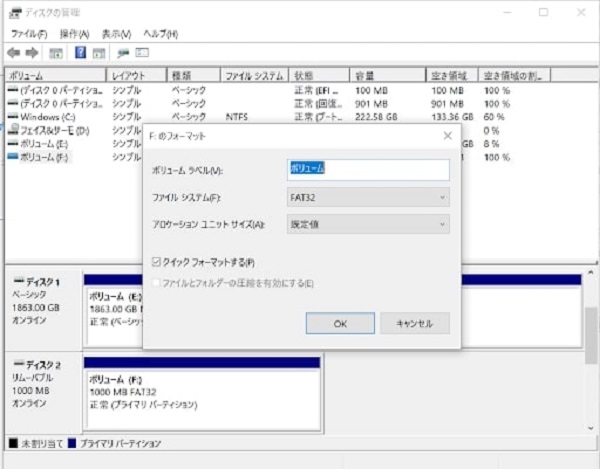 ディスクの管理
ファイル(F) 操作(A) 表示(V) ヘルプ(H)
ボリューム レイアウト 種類 ファイル システム 状態 容量 空き領域 空き領域の割...
(ディスク 0 パーティショ... シンプル ベーシック 正常 (EFI ... 100 MB 100 MB 100 %
(ディスク 0 パーティショ... シンプル ベーシック 正常 (回復... 901 MB 901 MB 100 %
Windows (C:) シンプル ベーシック NTFS 正常 (ブート... 222.58 GB 133.36 GB 60 %
フェイス&サーモ (D:) シンプル 0 %
ボリューム (E:) シンプル GB 8 %
ボリューム (F:) シンプル 100 %
F: のフォーマット
ボリューム ラベル(V): ボリューム
ファイル システム(F): FAT32
アロケーション ユニット サイズ(A): 既定値
クイック フォーマットする(P)
ファイルとフォルダーの圧縮を有効にする(E)
OK キャンセル
ディスク 1
ベーシック
1863.00 GB
オンライン
ボリューム (E:)
1863.00 GB
正常 (ベーシッ
ディスク 2
リムーバブル
1000 MB
オンライン
ボリューム (F:)
1000 MB FAT32
正常 (プライマリ パーティション)
未割り当て プライマリ パーティション